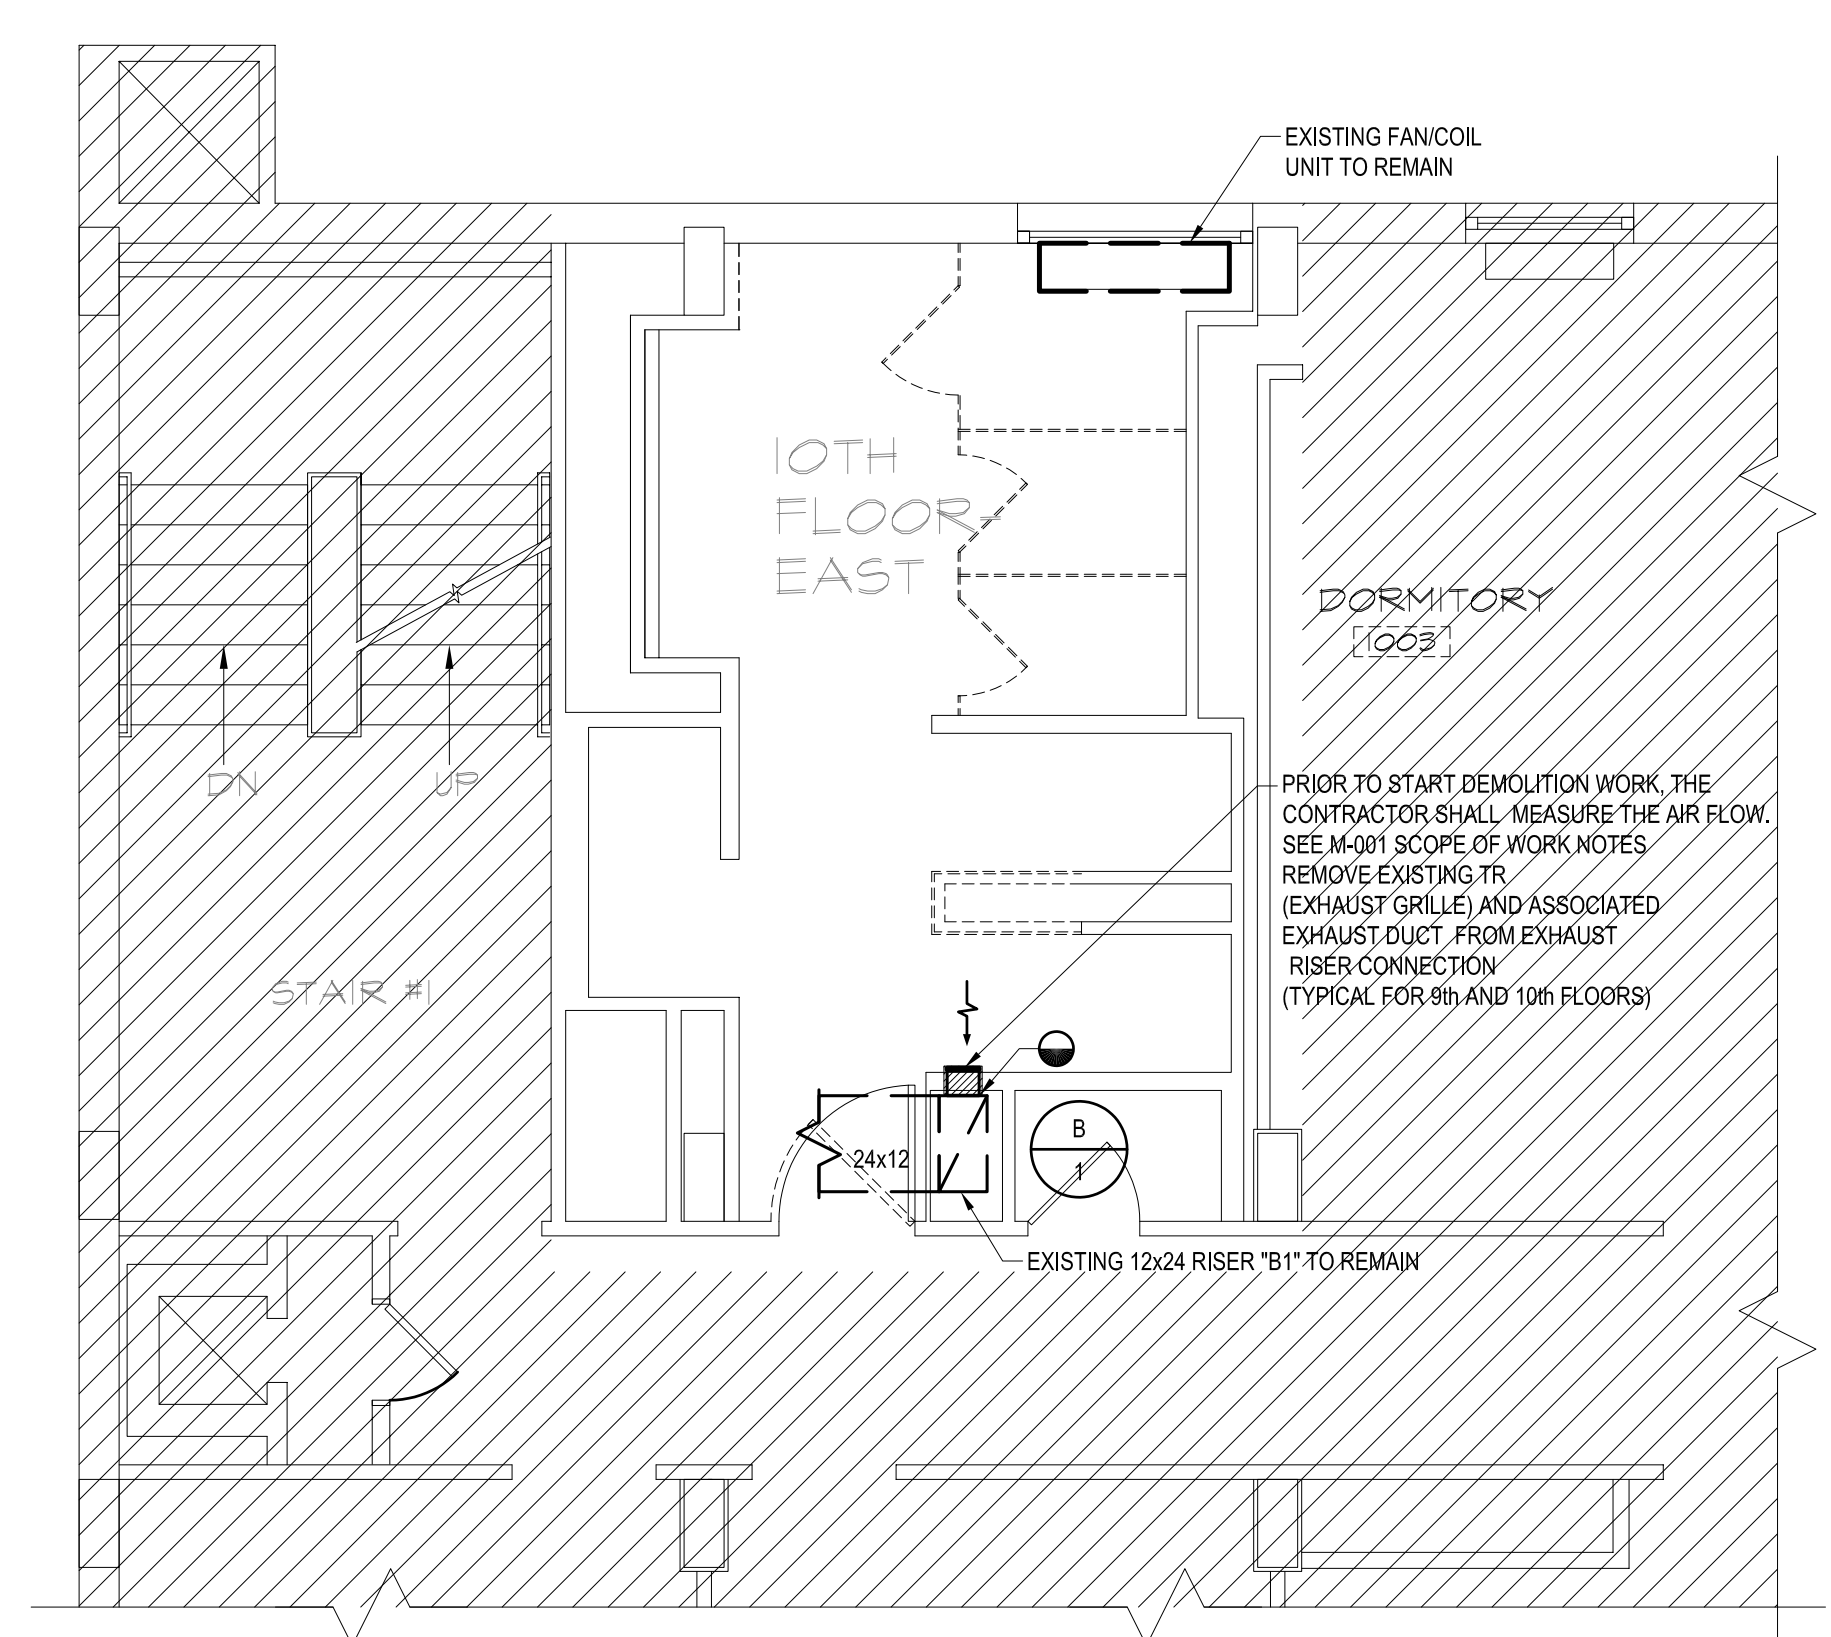 EXISTING FAN/COIL
UNIT TO REMAIN
10TH
FLOOR-
EAST
DORMITORY
1003
DN
UP
PRIOR TO START DEMOLITION WORK, THE
CONTRACTOR SHALL MEASURE THE AIR FLOW.
SEE M-001 SCOPE OF WORK NOTES
REMOVE EXISTING TR
(EXHAUST GRILLE) AND ASSOCIATED
EXHAUST DUCT FROM EXHAUST
RISER CONNECTION
(TYPICAL FOR 9th AND 10th FLOORS)
STAIR #1
B
1
24x12
EXISTING 12x24 RISER "B1" TO REMAIN